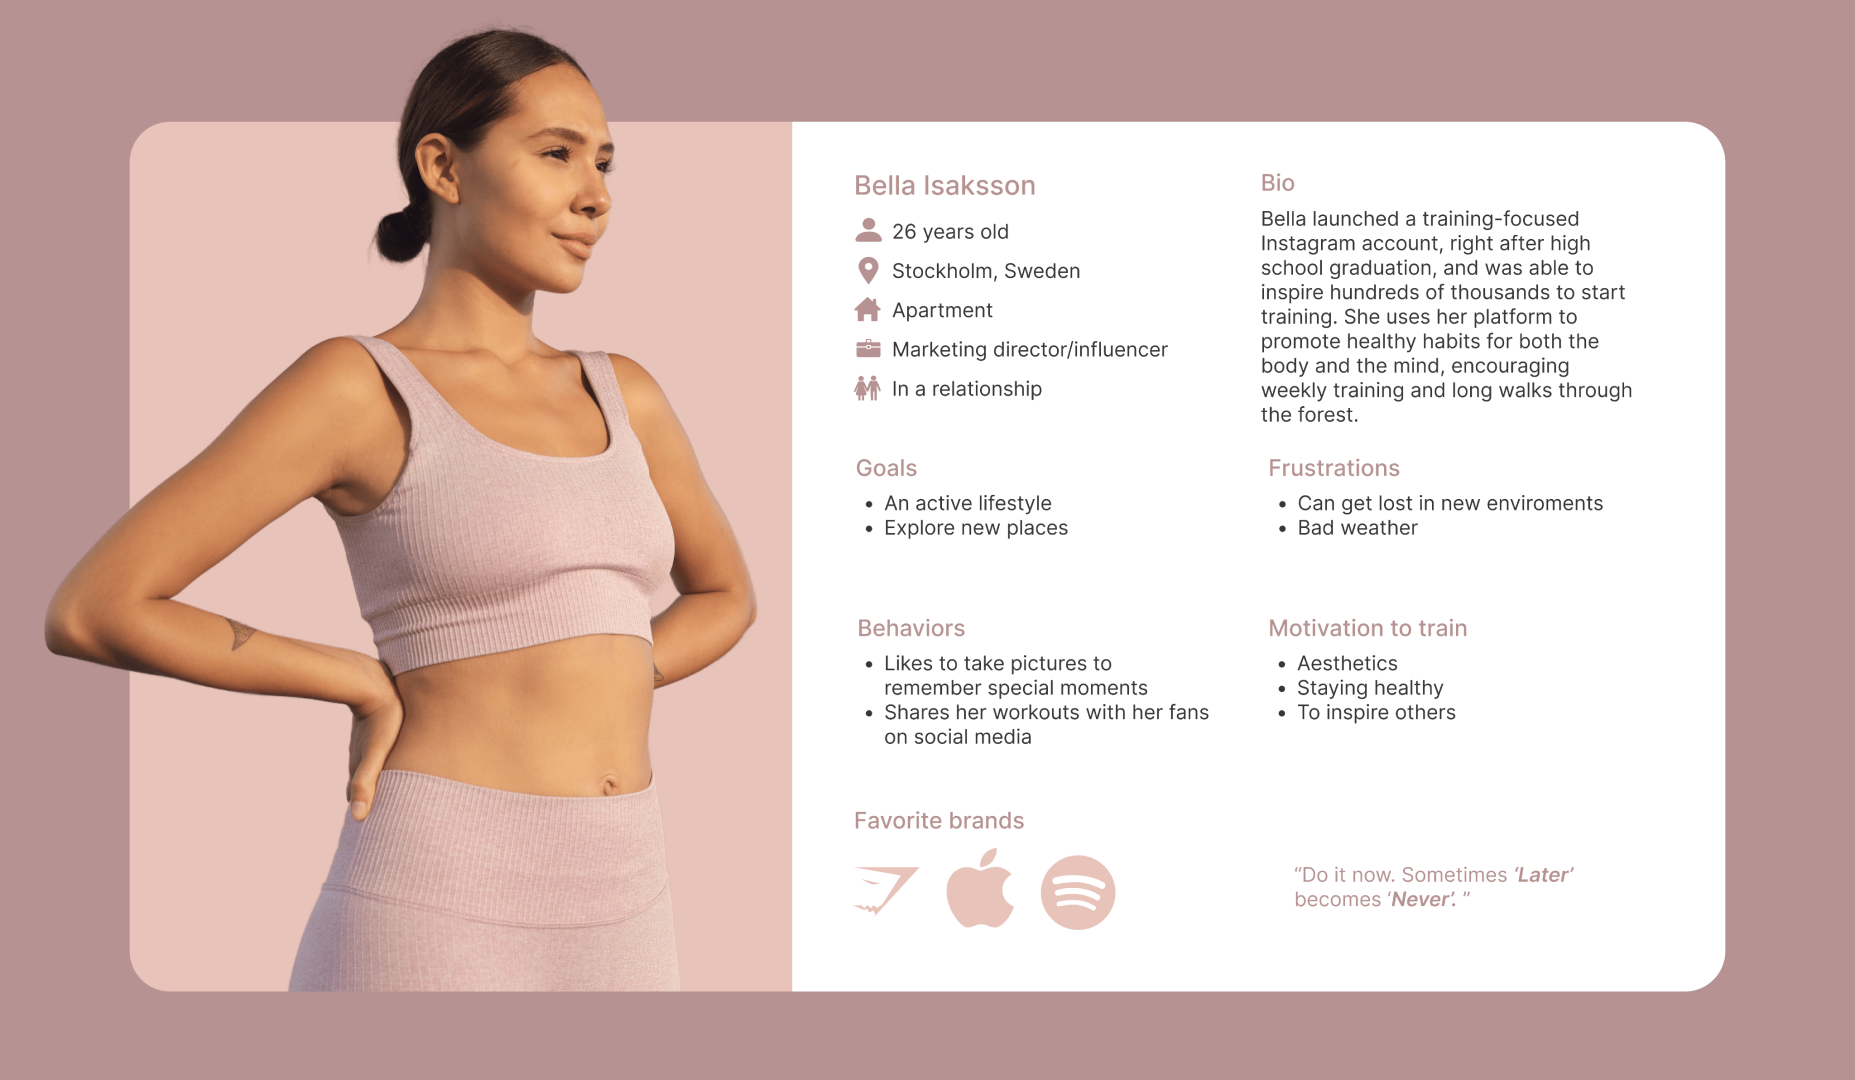 Bella Isaksson
26 years old
Stockholm, Sweden
Apartment
Marketing director/influencer
In a relationship
Bio
Bella launched a training-focused
Instagram account, right after high
school graduation, and was able to
inspire hundreds of thousands to start
training. She uses her platform to
promote healthy habits for both the
body and the mind, encouraging
weekly training and long walks through
the forest.
Goals
• An active lifestyle
• Explore new places
Frustrations
• Can get lost in new enviroments
• Bad weather
Behaviors
• Likes to take pictures to
remember special moments
• Shares her workouts with her fans
on social media
Motivation to train
• Aesthetics
• Staying healthy
• To inspire others
Favorite brands
“Do it now. Sometimes ‘Later’
becomes ‘Never’. ”